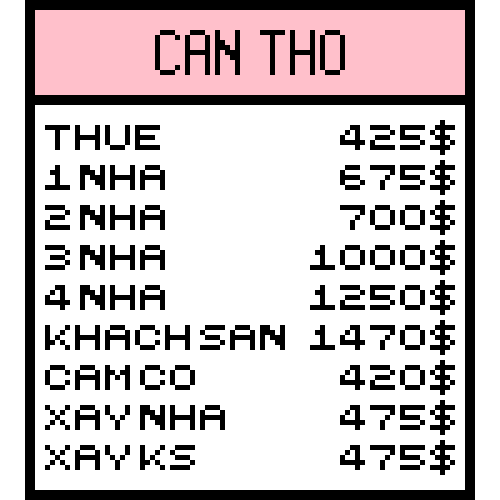 CAN THO
THUE 425$
1 NHA 675$
2 NHA 700$
3 NHA 1000$
4 NHA 1250$
KHACH SAN 1470$
CAM CO 420$
XAY NHA 475$
XAY KS 475$